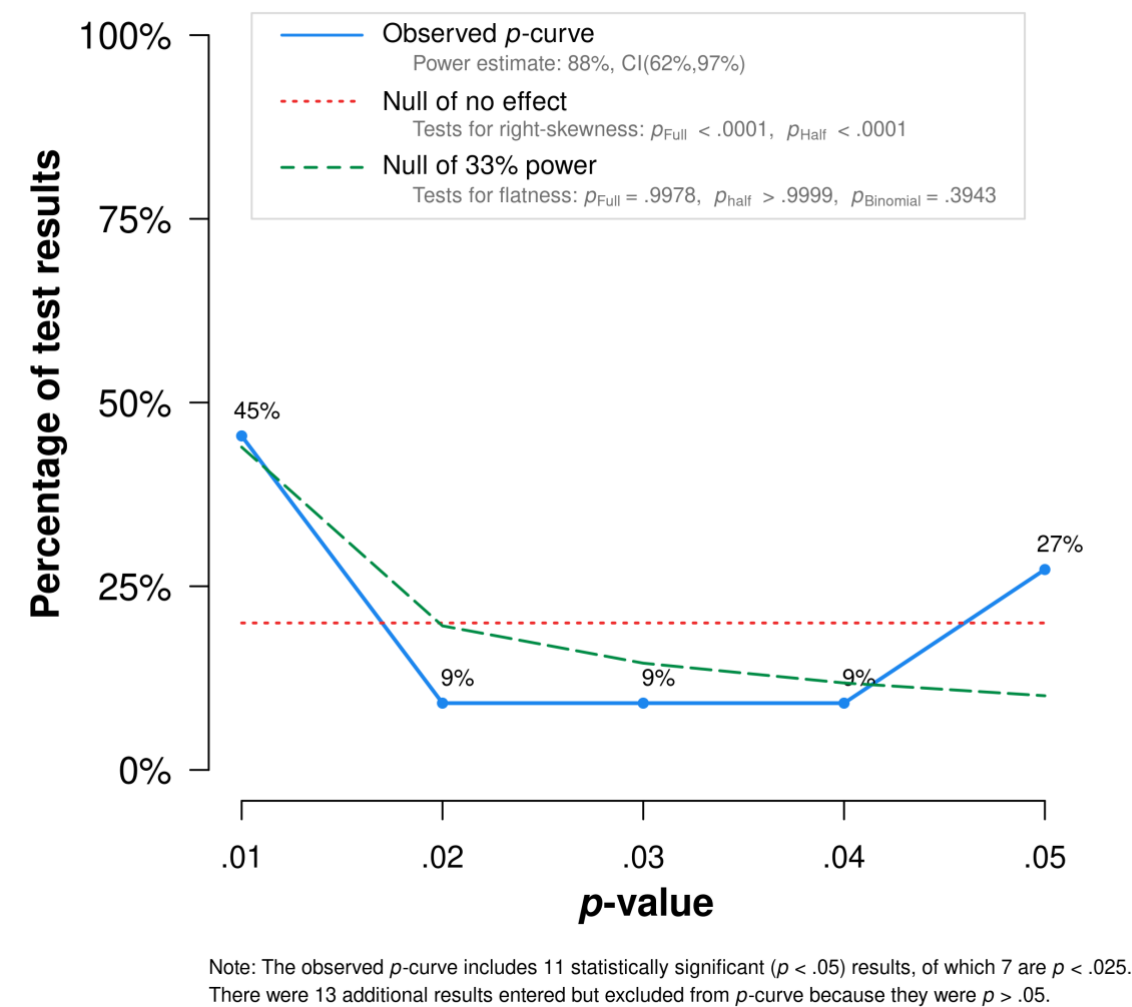 100%
Observed p-curve
Power estimate: 88%, CI(62%,97%)
Null of no effect
Tests for right-skewness: pFull < .0001, pHalf < .0001
Null of 33% power
Tests for flatness: pFull = .9978, phalf > .9999, pBinomial = .3943
75%
50%
45%
27%
25%
9%
9%
9%
0%
Percentage of test results
.01
.02
.03
.04
.05
p-value
Note: The observed p-curve includes 11 statistically significant (p < .05) results, of which 7 are p < .025.
There were 13 additional results entered but excluded from p-curve because they were p > .05.